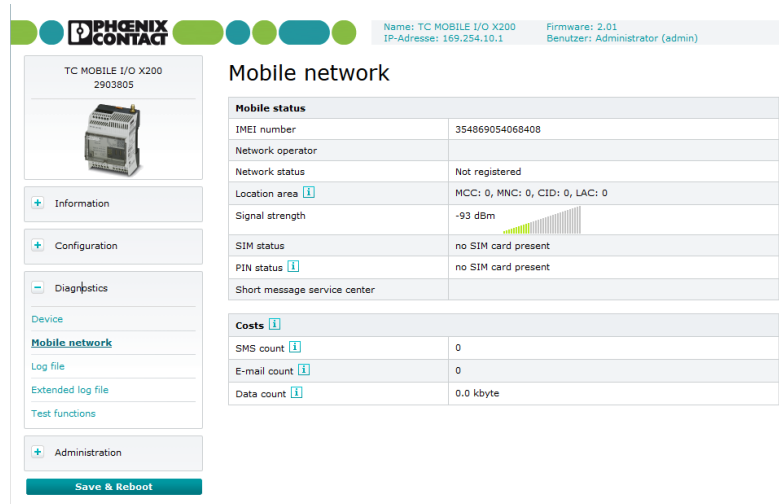 PHŒNIX
CONTACT
Name: TC MOBILE I/O X200 Firmware: 2.01
IP-Adresse: 169.254.10.1 Benutzer: Administrator (admin)
TC MOBILE I/O X200
2903805
Information
Configuration
Diagnostics
Device
Mobile network
Log file
Extended log file
Test functions
Administration
Save & Reboot
Mobile network
Mobile status
IMEI number 354869054068408
Network operator
Network status Not registered
Location area i MCC: 0, MNC: 0, CID: 0, LAC: 0
Signal strength -93 dBm
SIM status no SIM card present
PIN status i no SIM card present
Short message service center
Costs i
SMS count i 0
E-mail count i 0
Data count i 0.0 kbyte